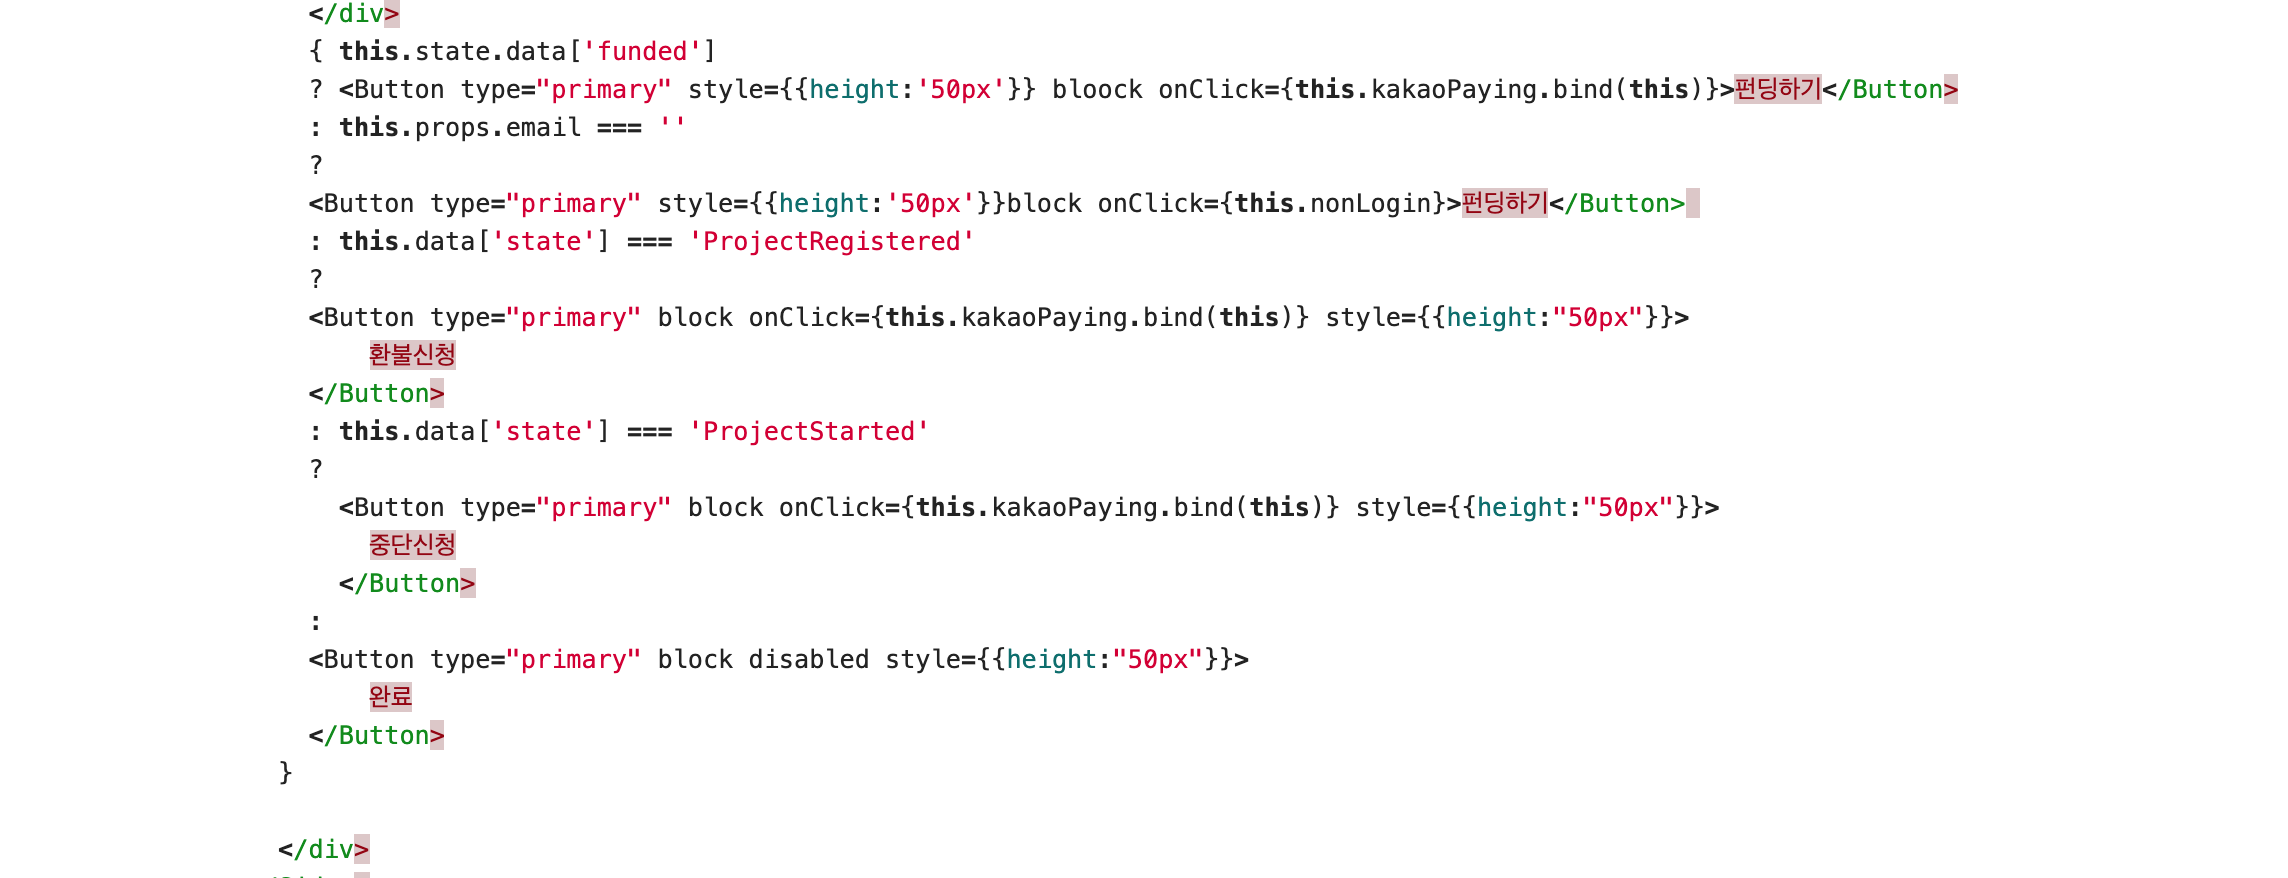 </div>
{ this.state.data['funded']
? <Button type="primary" style={{height:'50px'}} bloock onClick={this.kakaoPaying.bind(this)}>펀딩하기</Button>
: this.props.email === ''
?
<Button type="primary" style={{height:'50px'}}block onClick={this.nonLogin}>펀딩하기</Button>
: this.data['state'] === 'ProjectRegistered'
?
<Button type="primary" block onClick={this.kakaoPaying.bind(this)} style={{height:"50px"}}>
환불신청
</Button>
: this.data['state'] === 'ProjectStarted'
?
<Button type="primary" block onClick={this.kakaoPaying.bind(this)} style={{height:"50px"}}>
중단신청
</Button>
:
<Button type="primary" block disabled style={{height:"50px"}}>
완료
</Button>
}
</div>